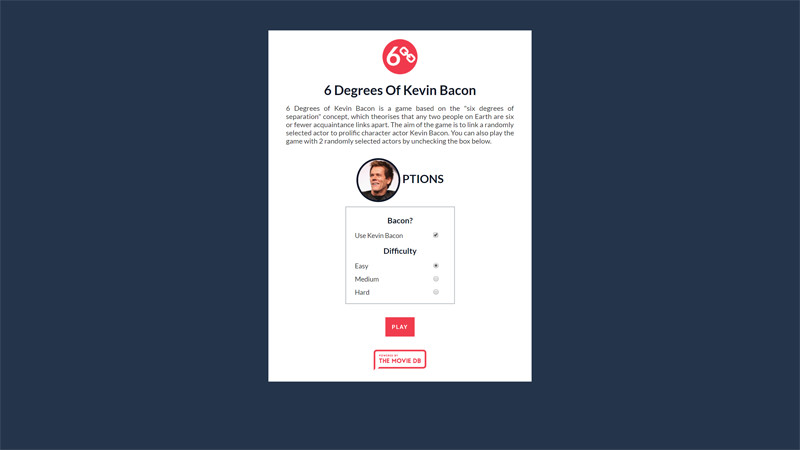 6
6 Degrees Of Kevin Bacon
6 Degrees of Kevin Bacon is a game based on the "six degrees of
separation" concept, which theorises that any two people on Earth are six
or fewer acquaintance links apart. The aim of the game is to link a randomly
selected actor to prolific character actor Kevin Bacon. You can also play the
game with 2 randomly selected actors by unchecking the box below.
PTIONS
Bacon?
Use Kevin Bacon
Difficulty
Easy
Medium
Hard
PLAY
POWERED BY
THE MOVIE DB